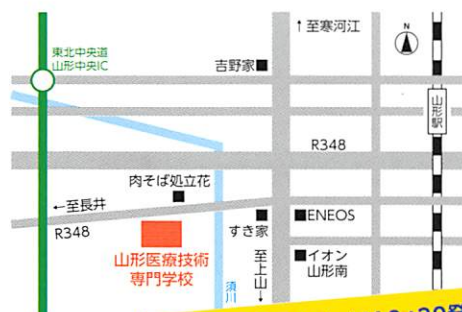 ↑至寒河江
N
東北中央道
山形中央IC
吉野家
山形駅
R348
肉そば処立花
←至長井
R348
すき家
ENEOS
山形医療技術
専門学校
至上山↓
イオン
山形南
須川